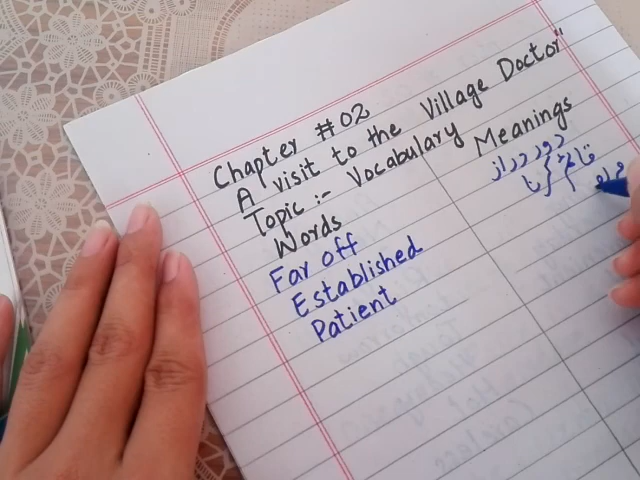 Chapter #02
A visit to the Village Doctor"
Topic :- Vocabulary
Words Meanings
Far off دور دراز
Established قائم کرنا
Patient